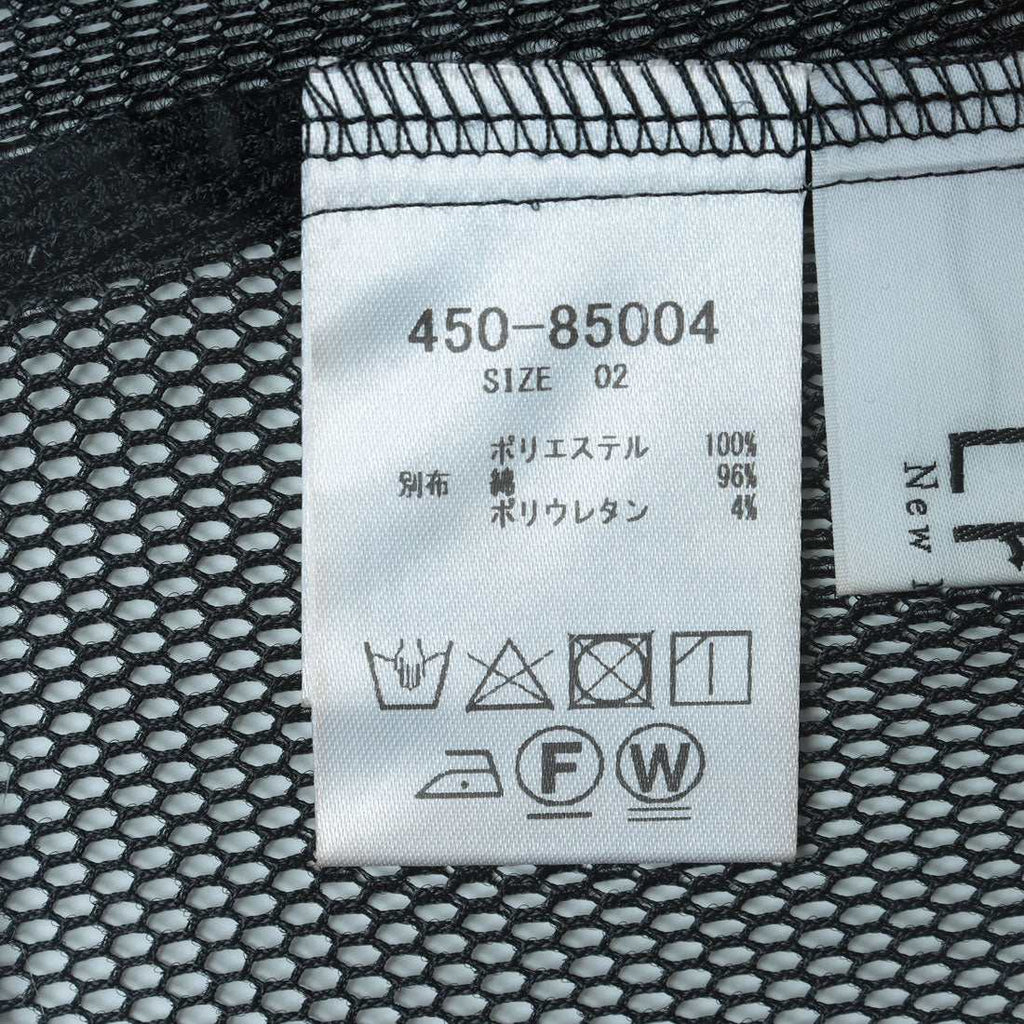 450-85004
SIZE 02
ポリエステル 100%
別布 綿 96%
ポリウレタン 4%
F
W
New